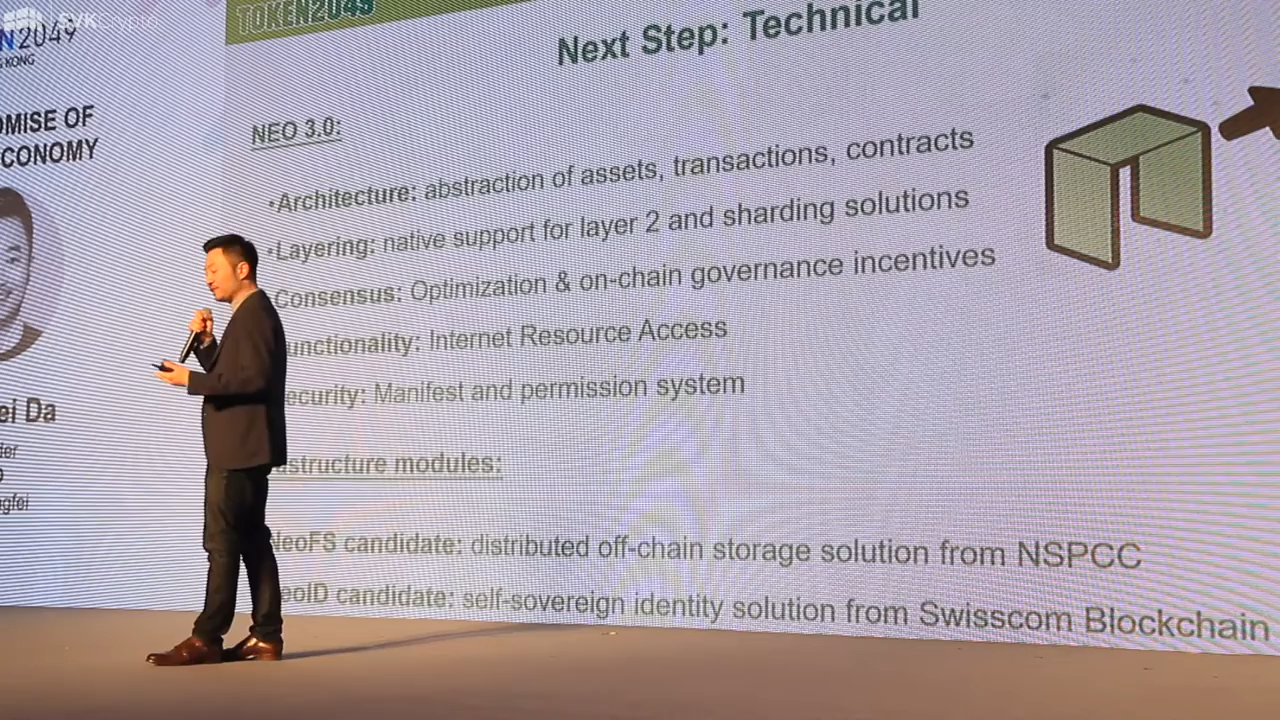 SVKCrypto
TOKEN2049
N2049
KONG
OMISE OF
CONOMY
ei Da
gfei
Next Step: Technical
NEO 3.0:
•Architecture: abstraction of assets, transactions, contracts
•Layering: native support for layer 2 and sharding solutions
Consensus: Optimization & on-chain governance incentives
unctionality: Internet Resource Access
ecurity: Manifest and permission system
astructure modules:
NeoFS candidate: distributed off-chain storage solution from NSPCC
eoID candidate: self-sovereign identity solution from Swisscom Blockchain